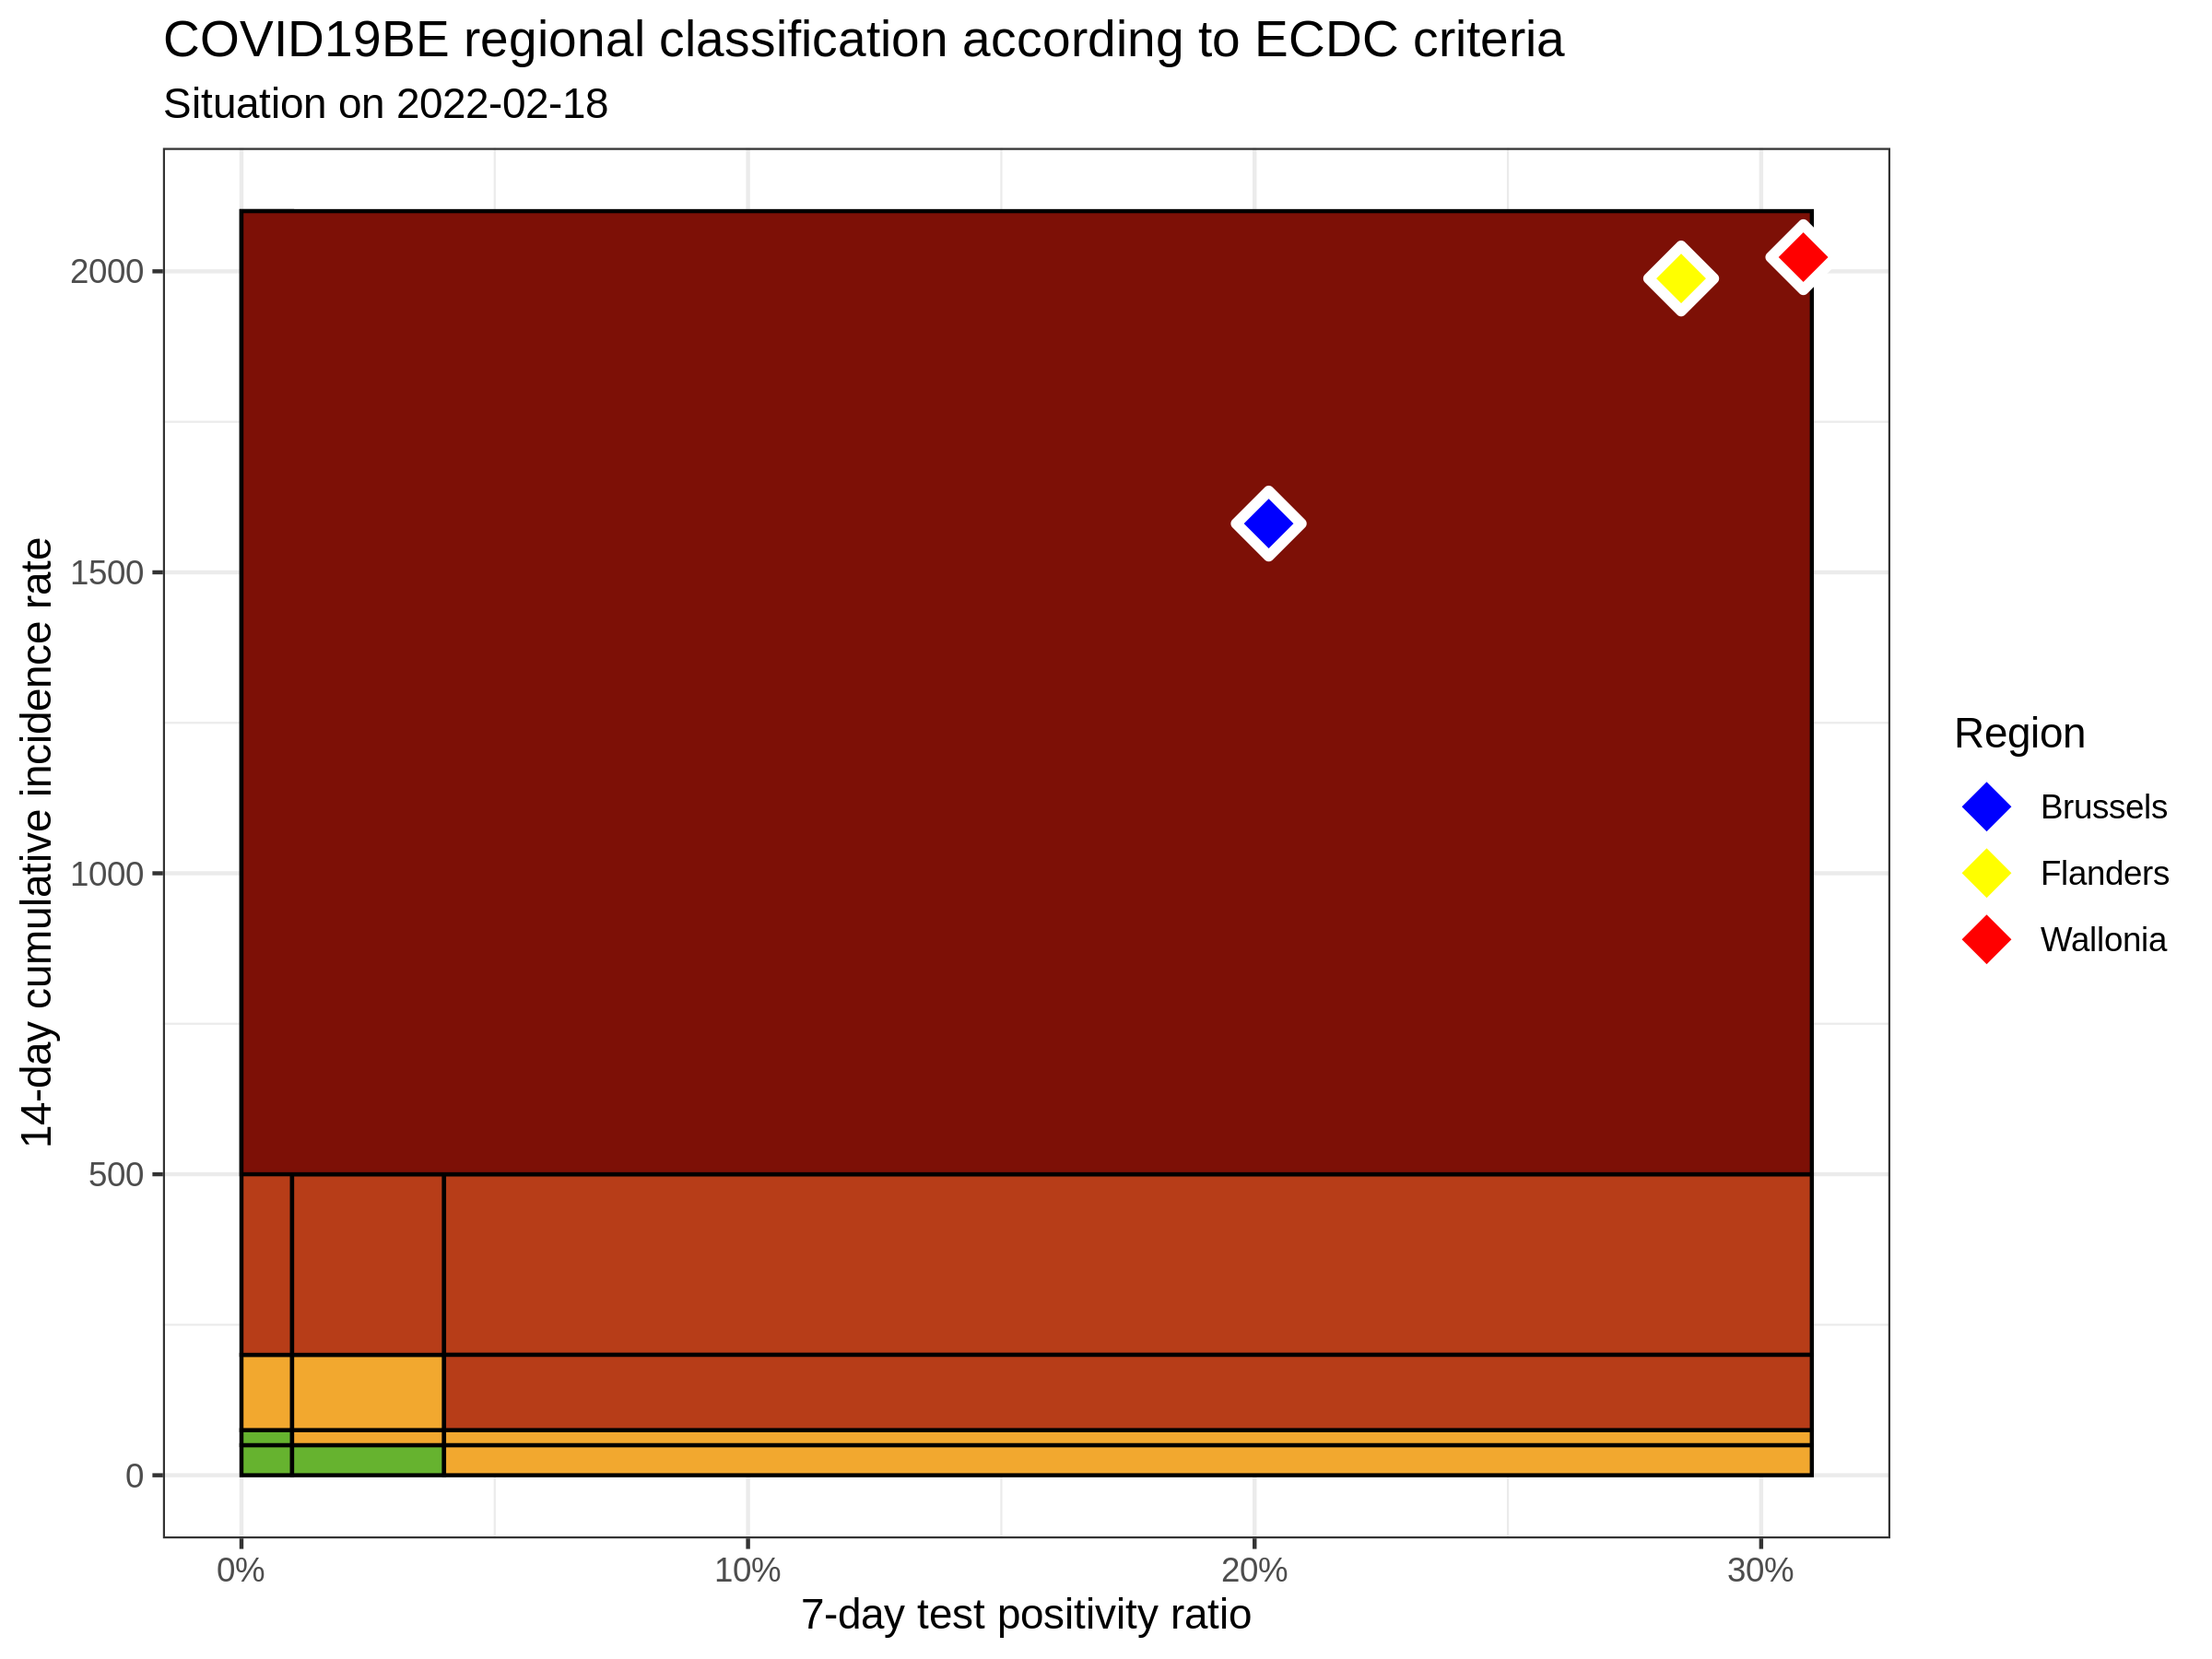 COVID19BE regional classification according to ECDC criteria
Situation on 2022-02-18
14-day cumulative incidence rate
2000
1500
1000
500
0
0%
10%
20%
30%
7-day test positivity ratio
Region
Brussels
Flanders
Wallonia